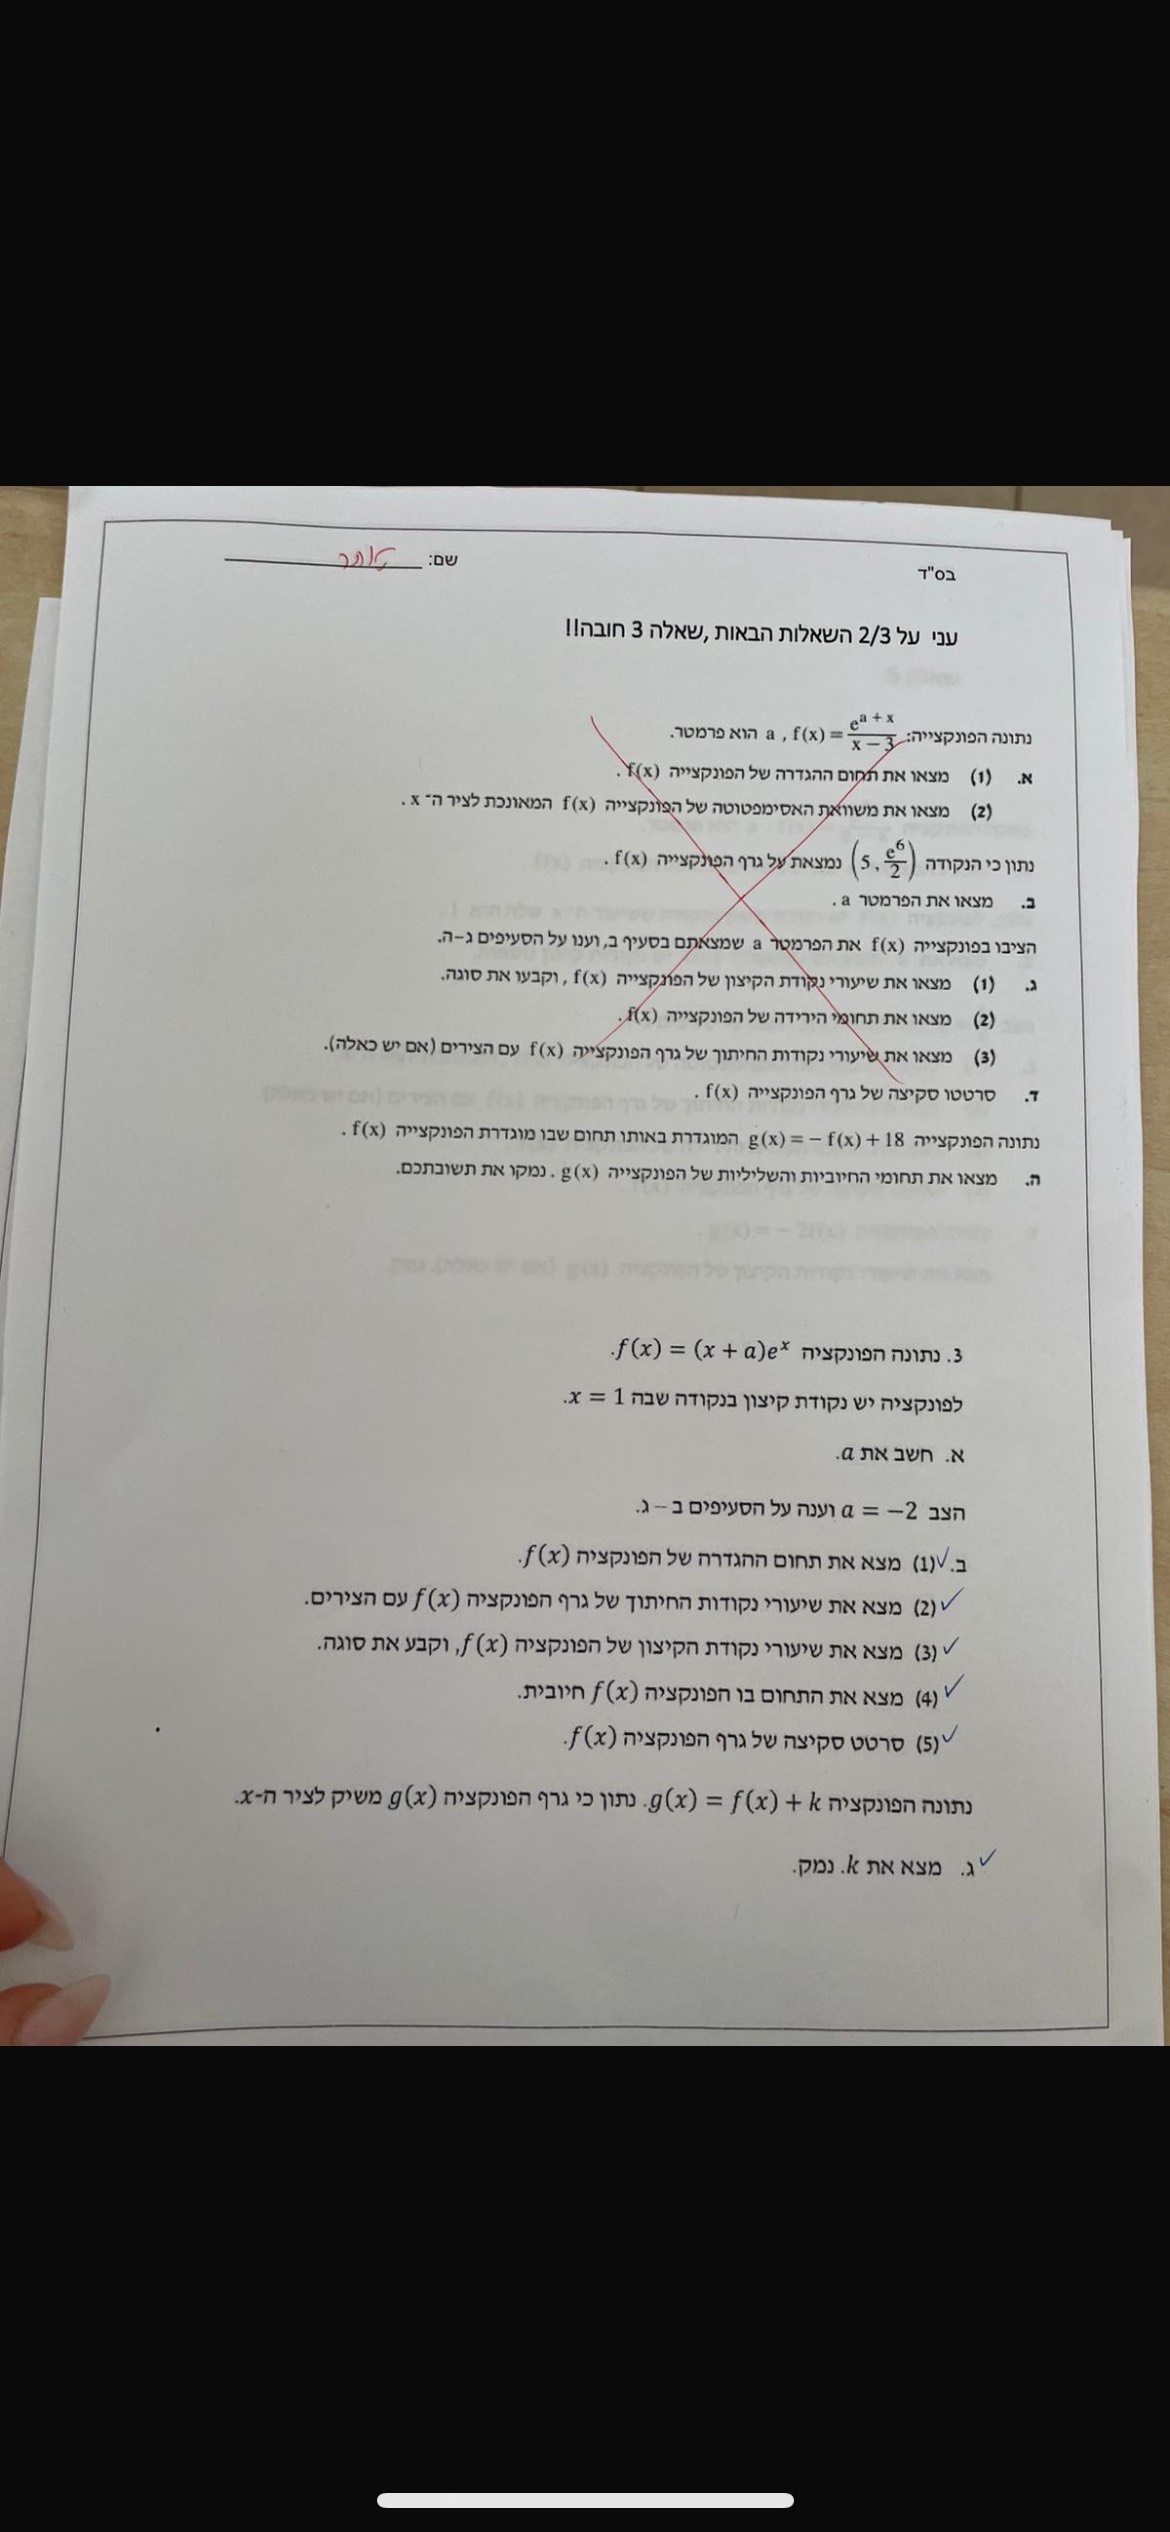 בס"ד
שם: אותר
עני על 2/3 השאלות הבאות ,שאלה 3 חובה!!
נתונה הפונקצייה: f(x) = \frac{e^{a + x}}{x - 3} , a הוא פרמטר.
א. (1) מצאו את תחום ההגדרה של הפונקצייה f(x) .
(2) מצאו את משוואת האסימפטוטה של הפונקצייה f(x) המאונכת לציר ה־ x .
נתון כי הנקודה (5 , \frac{e^6}{2}) נמצאת על גרף הפונקצייה f(x) .
ב. מצאו את הפרמטר a .
הציבו בפונקצייה f(x) את הפרמטר a שמצאתם בסעיף ב, וענו על הסעיפים ג-ה.
ג. (1) מצאו את שיעורי נקודת הקיצון של הפונקצייה f(x) , וקבעו את סוגה.
(2) מצאו את תחומי הירידה של הפונקצייה f(x) .
(3) מצאו את שיעורי נקודות החיתוך של גרף הפונקצייה f(x) עם הצירים (אם יש כאלה).
ד. סרטטו סקיצה של גרף הפונקצייה f(x) .
נתונה הפונקצייה g(x) = − f(x) + 18 המוגדרת באותו תחום שבו מוגדרת הפונקצייה f(x) .
ה. מצאו את תחומי החיוביות והשליליות של הפונקצייה g(x) . נמקו את תשובתכם.
3. נתונה הפונקציה f(x) = (x + a)e^x.
לפונקציה יש נקודת קיצון בנקודה שבה x = 1.
א. חשב את a.
הצב a = −2 וענה על הסעיפים ב – ג.
ב. (1) מצא את תחום ההגדרה של הפונקציה f(x).
(2) מצא את שיעורי נקודות החיתוך של גרף הפונקציה f(x) עם הצירים.
(3) מצא את שיעורי נקודת הקיצון של הפונקציה f(x), וקבע את סוגה.
(4) מצא את התחום בו הפונקציה f(x) חיובית.
(5) סרטט סקיצה של גרף הפונקציה f(x).
נתונה הפונקציה g(x) = f(x) + k. נתון כי גרף הפונקציה g(x) משיק לציר ה-x.
ג. מצא את k. נמק.